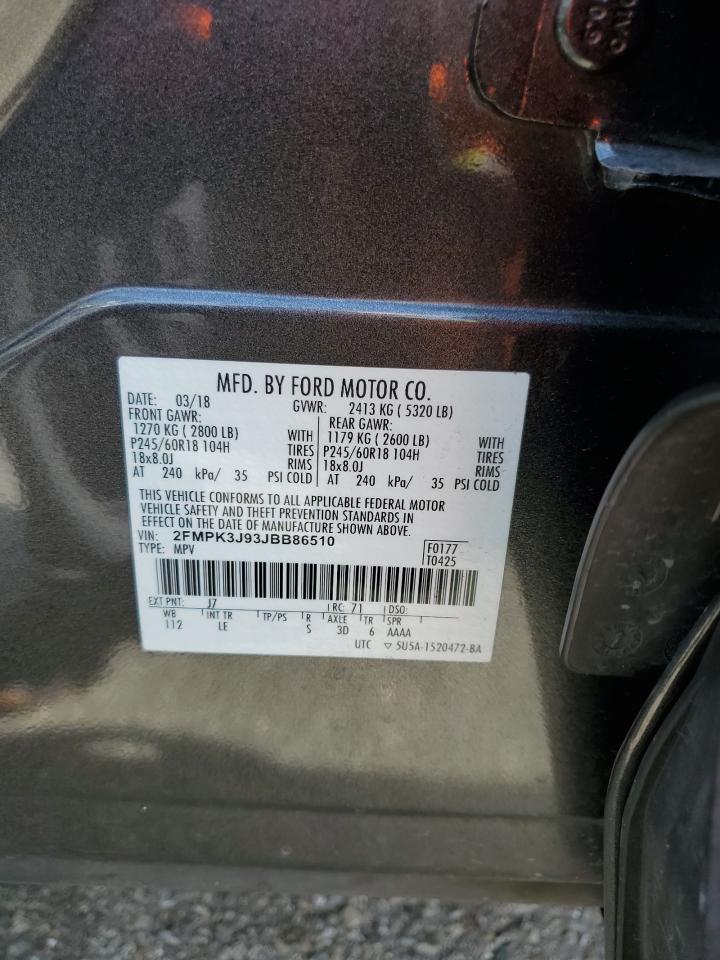 MFD. BY FORD MOTOR CO.
DATE: 03/18 GVWR: 2413 KG ( 5320 LB)
FRONT GAWR: REAR GAWR:
1270 KG ( 2800 LB) WITH 1179 KG ( 2600 LB) WITH
P245/60R18 104H TIRES P245/60R18 104H TIRES
18x8.0J RIMS 18x8.0J RIMS
AT 240 kPa/ 35 PSI COLD AT 240 kPa/ 35 PSI COLD
THIS VEHICLE CONFORMS TO ALL APPLICABLE FEDERAL MOTOR
VEHICLE SAFETY AND THEFT PREVENTION STANDARDS IN
EFFECT ON THE DATE OF MANUFACTURE SHOWN ABOVE.
VIN: 2FMPK3J93JBB86510
TYPE: MPV
F0177
T0425
EXT PNT: J7 RC: 71 DSO:
WB INT TR TP/PS R AXLE TR SPR
112 LE S 3D 6 AAAA
UTC ▽ 5U5A-1520472-BA